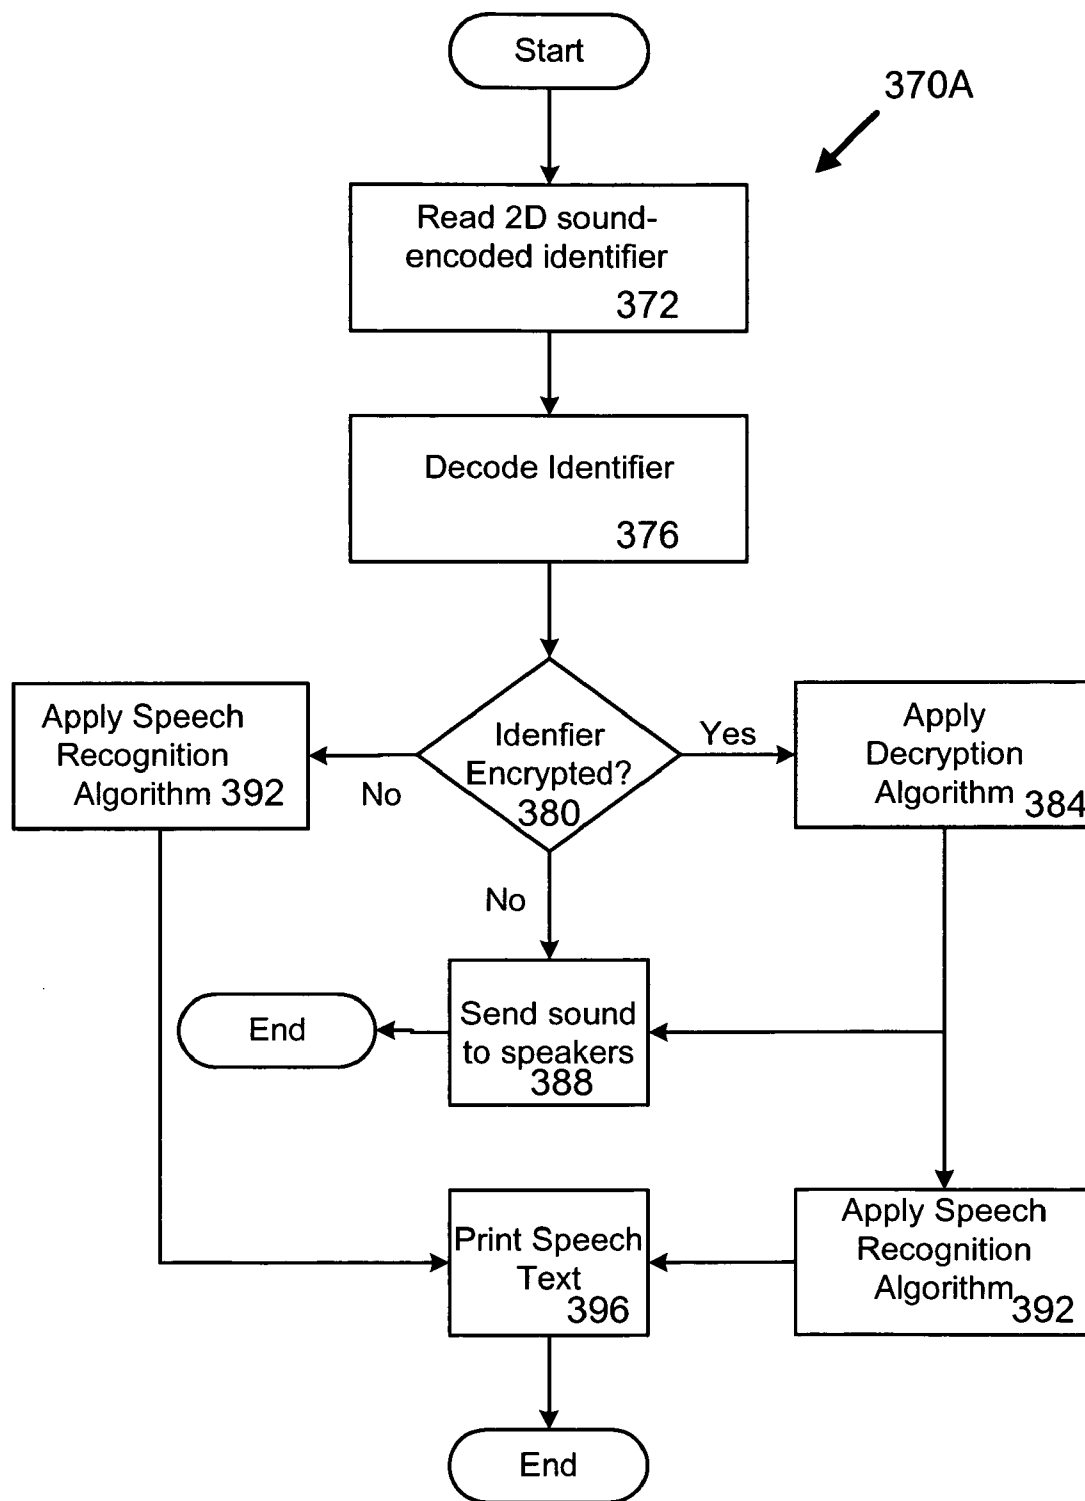 Start
370A
Read 2D sound-
encoded identifier
372
Decode Identifier
376
Apply Speech
Recognition
Algorithm 392
No
Idenfier
Encrypted?
380
Yes
Apply
Decryption
Algorithm 384
No
End
Send sound
to speakers
388
Print Speech
Text
396
Apply Speech
Recognition
Algorithm 392
End